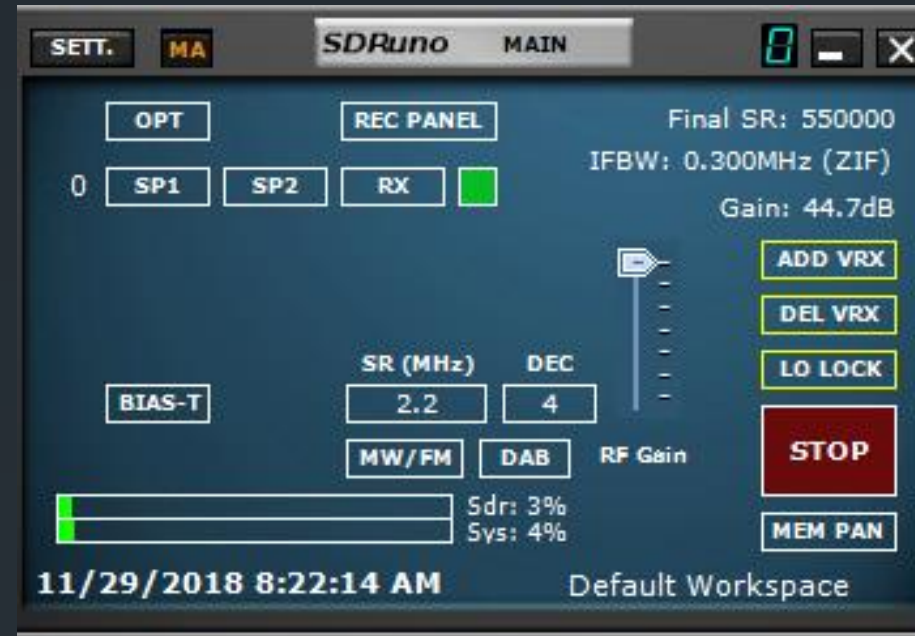 SETT. MA SDRuno MAIN 0
OPT REC PANEL Final SR: 550000
IFBW: 0.300MHz (ZIF)
0 SP1 SP2 RX
Gain: 44.7dB
ADD VRX
DEL VRX
SR (MHz) DEC LO LOCK
BIAS-T 2.2 4
MW/FM DAB RF Gain STOP
Sdr: 3%
Sys: 4% MEM PAN
11/29/2018 8:22:14 AM Default Workspace